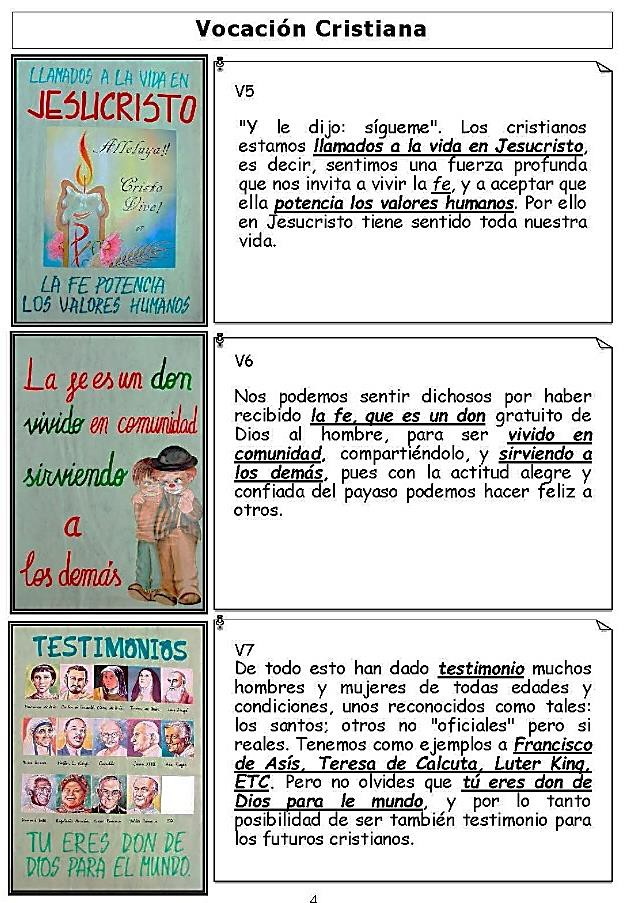 Vocación Cristiana
LLAMADOS A LA VIDA EN
JESUCRISTO
Alleluya!!
Cristo
Vive!
LA FE POTENCIA
LOS VALORES HUMANOS
V5
"Y le dijo: sígueme". Los cristianos
estamos llamados a la vida en Jesucristo,
es decir, sentimos una fuerza profunda
que nos invita a vivir la fe, y a aceptar que
ella potencia los valores humanos. Por ello
en Jesucristo tiene sentido toda nuestra
vida.
La fe es un don
vivido en comunidad
sirviendo
a
los demás
V6
Nos podemos sentir dichosos por haber
recibido la fe, que es un don gratuito de
Dios al hombre, para ser vivido en
comunidad, compartiéndolo, y sirviendo a
los demás, pues con la actitud alegre y
confiada del payaso podemos hacer feliz a
otros.
TESTIMONIOS
TU ERES DON DE
DIOS PARA EL MUNDO.
V7
De todo esto han dado testimonio muchos
hombres y mujeres de todas edades y
condiciones, unos reconocidos como tales:
los santos; otros no "oficiales" pero si
reales. Tenemos como ejemplos a Francisco
de Asís, Teresa de Calcuta, Luter King,
ETC. Pero no olvides que tú eres don de
Dios para le mundo, y por lo tanto
posibilidad de ser también testimonio para
los futuros cristianos.
4